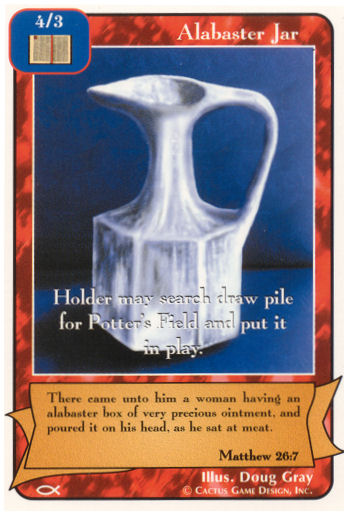 4/3
Alabaster Jar
Holder may search draw pile
for Potter's Field and put it
in play.
There came unto him a woman having an
alabaster box of very precious ointment, and
poured it on his head, as he sat at meat.
Matthew 26:7
Illus. Doug Gray
© CACTUS GAME DESIGN, INC.